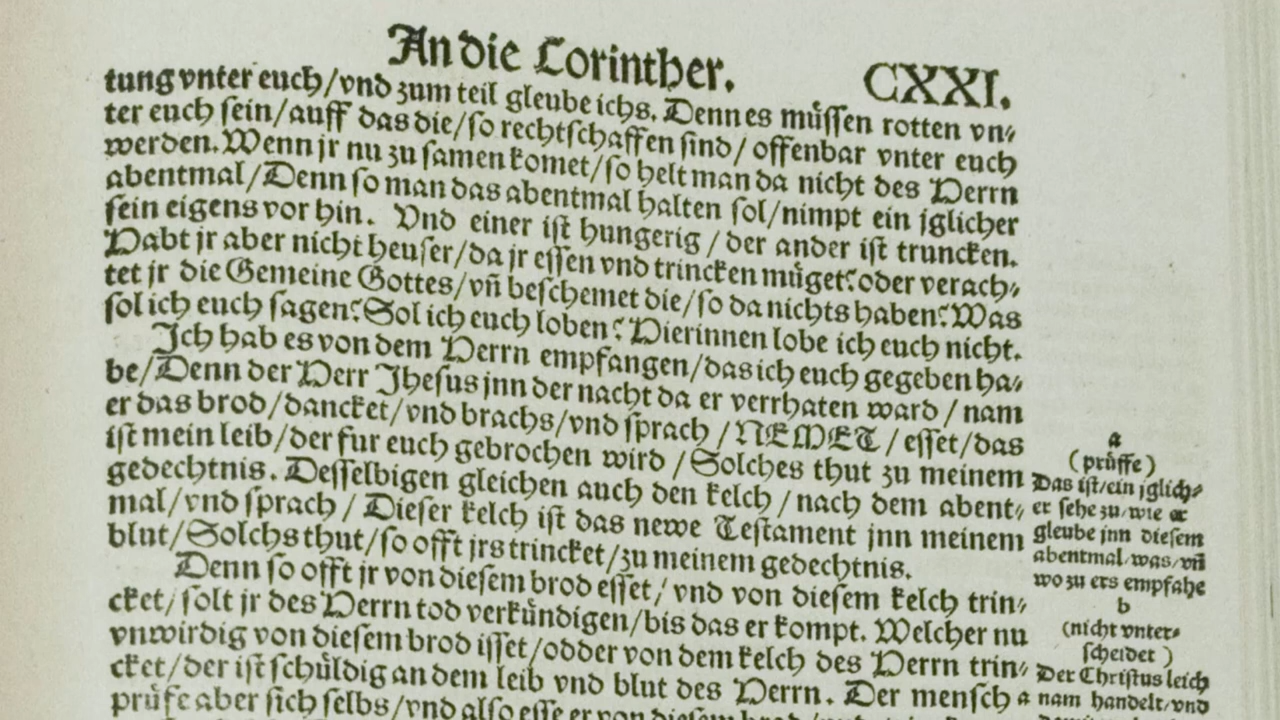 An die Corinther. CXXI.
tung vnter euch/vnd zum teil gleube ichs. Denn es müssen rotten vn⸗
ter euch sein/auff das die/so rechtschaffen sind/ offenbar vnter euch
werden. Wenn jr nu zu samen komet/so helt man da nicht des Herrn
abentmal/Denn so man das abentmal halten sol/nimpt ein jglicher
sein eigens vor hin. Vnd einer ist hungerig / der ander ist truncken.
Habt jr aber nicht heuser/da jr essen vnd trincken müget? oder verach⸗
tet jr die Gemeine Gottes/vñ beschemet die/so da nichts haben? Was
sol ich euch sagen? Sol ich euch loben? Hierinnen lobe ich euch nicht.
Ich hab es von dem Herrn empfangen/das ich euch gegeben ha⸗
be/Denn der Herr Jhesus jnn der nacht da er verrhaten ward / nam
er das brod/dancket/vnd brachs/vnd sprach / NEMET / esset/das
ist mein leib/der fur euch gebrochen wird / Solches thut zu meinem
gedechtnis. Desselbigen gleichen auch den kelch / nach dem abent⸗
mal/vnd sprach / Dieser kelch ist das newe Testament jnn meinem
blut/Solchs thut/so offt jrs trincket/zu meinem gedechtnis.
Denn so offt jr von diesem brod esset/ vnd von diesem kelch trin⸗
cket/ solt jr des Herrn tod verkündigen/bis das er kompt. Welcher nu
vnwirdig von diesem brod isset/odder von dem kelch des Herrn trin⸗
cket/der ist schüldig an dem leib vnd blut des Herrn. Der mensch a
prüfe aber sich selbs/vnd also esse er von diesem brod
a
(prüffe)
Das ist/ein jglich⸗
er sehe zu/wie er
gleube jnn diesem
abentmal/was/vñ
wo zu ers empfahe
b
(nicht vnter⸗
scheidet)
Der Christus leich
nam handelt/vnd